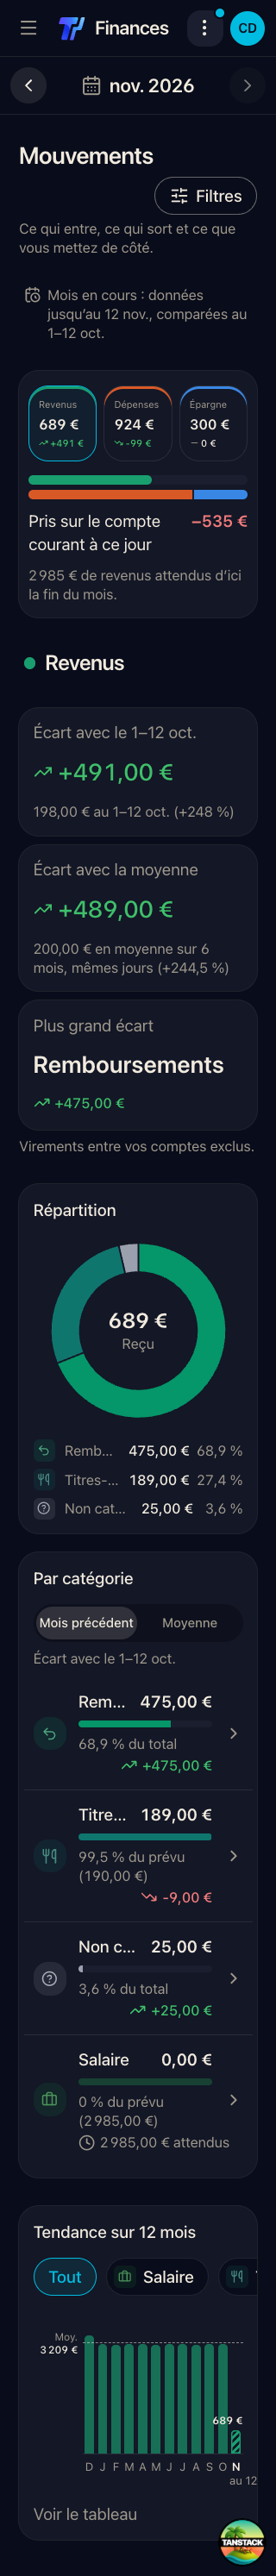 Finances
CD
nov. 2026
Mouvements
Filtres
Ce qui entre, ce qui sort et ce que
vous mettez de côté.
Mois en cours : données
jusqu’au 12 nov., comparées au
1–12 oct.
Revenus
689 €
+491 €
Dépenses
924 €
-99 €
Épargne
300 €
0 €
Pris sur le compte
courant à ce jour
−535 €
2 985 € de revenus attendus d’ici
la fin du mois.
Revenus
Écart avec le 1–12 oct.
+491,00 €
198,00 € au 1–12 oct. (+248 %)
Écart avec la moyenne
+489,00 €
200,00 € en moyenne sur 6
mois, mêmes jours (+244,5 %)
Plus grand écart
Remboursements
+475,00 €
Virements entre vos comptes exclus.
Répartition
689 €
Reçu
Remb... 475,00 € 68,9 %
Titres-... 189,00 € 27,4 %
Non cat... 25,00 € 3,6 %
Par catégorie
Mois précédent
Moyenne
Écart avec le 1–12 oct.
Rem... 475,00 €
68,9 % du total
+475,00 €
Titre... 189,00 €
99,5 % du prévu
(190,00 €)
-9,00 €
Non c... 25,00 €
3,6 % du total
+25,00 €
Salaire 0,00 €
0 % du prévu
(2 985,00 €)
2 985,00 € attendus
Tendance sur 12 mois
Tout
Salaire
Moy.
3 209 €
689 €
D J F M A M J J A S O N
au 12
Voir le tableau
TANSTACK